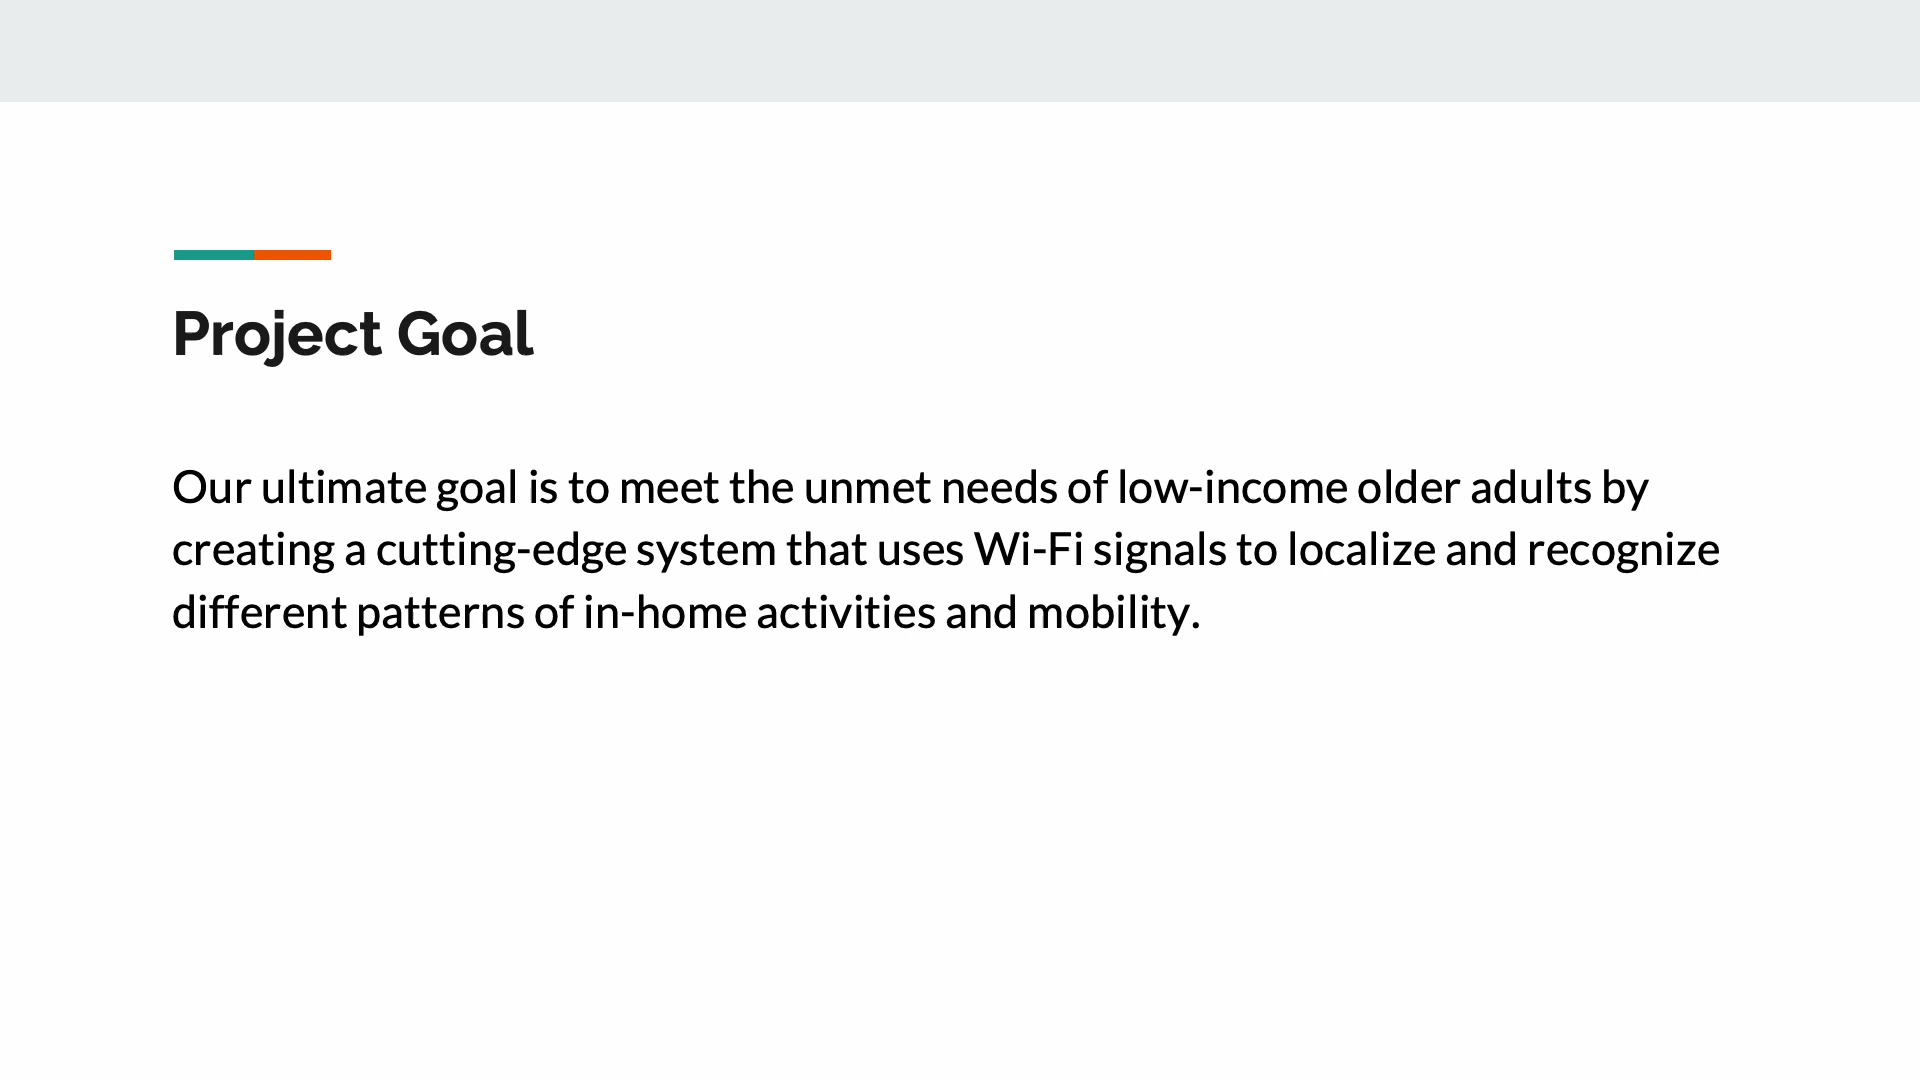 Project Goal
Our ultimate goal is to meet the unmet needs of low-income older adults by
creating a cutting-edge system that uses Wi-Fi signals to localize and recognize
different patterns of in-home activities and mobility.